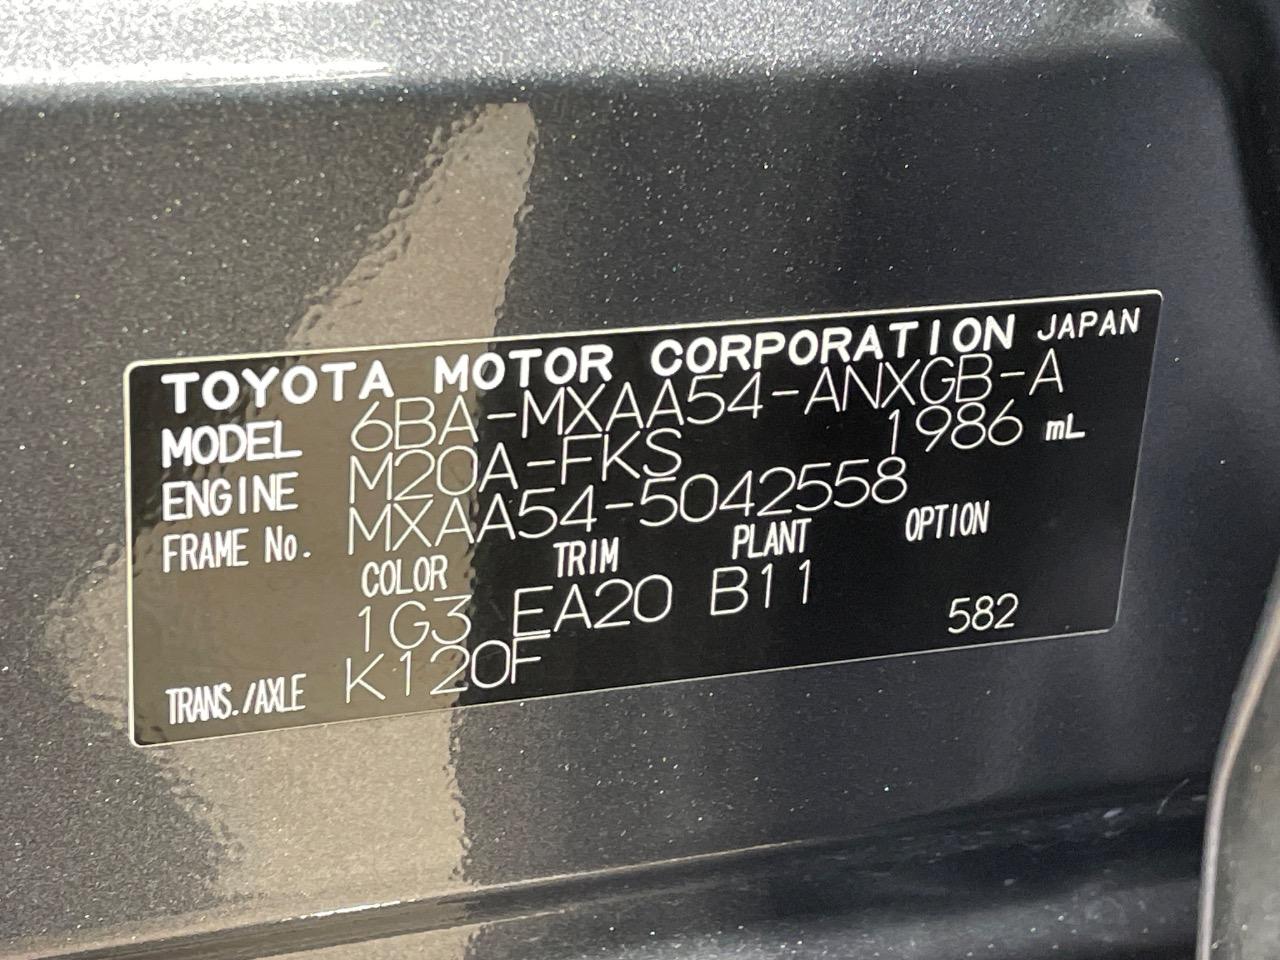 TOYOTA MOTOR CORPORATION JAPAN
MODEL 6BA-MXAA54-ANXGB-A
ENGINE M20A-FKS 1986 mL
FRAME No. MXAA54-5042558
COLOR TRIM PLANT OPTION
1G3 EA20 B11 582
TRANS./AXLE K120F